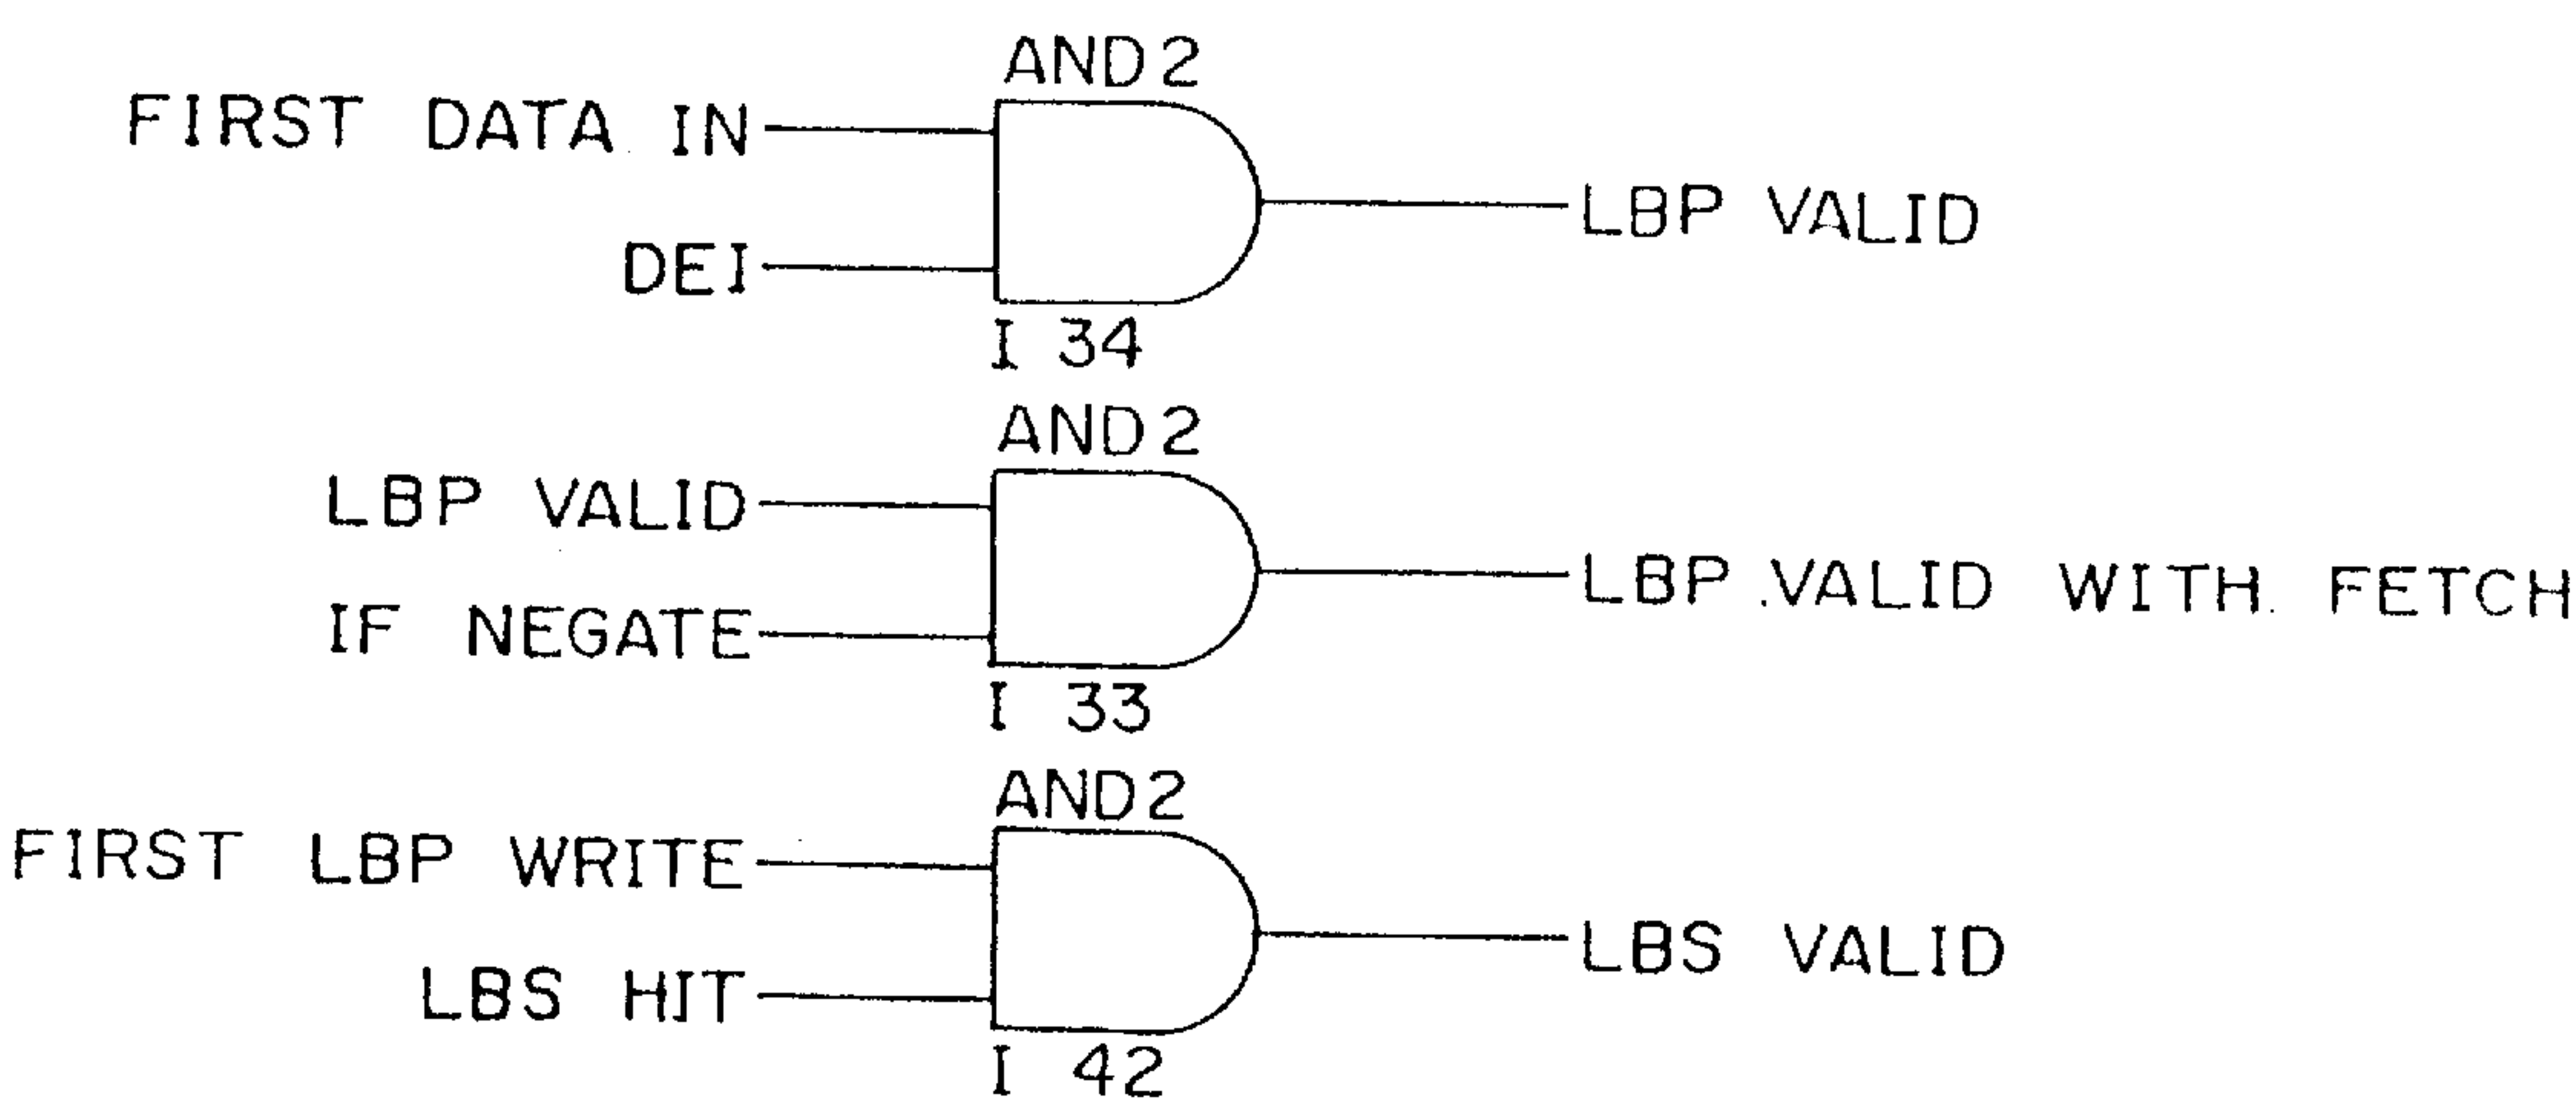 AND2
FIRST DATA IN
DEI
LBP VALID
I 34
AND2
LBP VALID
IF NEGATE
LBP VALID WITH FETCH
I 33
AND2
FIRST LBP WRITE
LBS HIT
LBS VALID
I 42